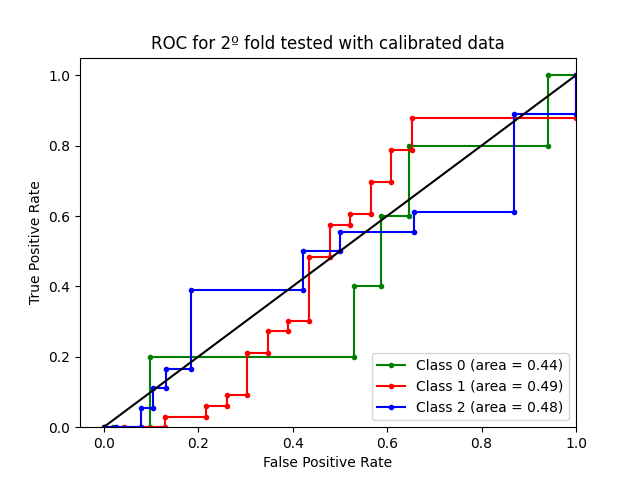 ROC for 2º fold tested with calibrated data
True Positive Rate
1.0
0.8
0.6
0.4
0.2
0.0
0.0 0.2 0.4 0.6 0.8 1.0
False Positive Rate
Class 0 (area = 0.44)
Class 1 (area = 0.49)
Class 2 (area = 0.48)